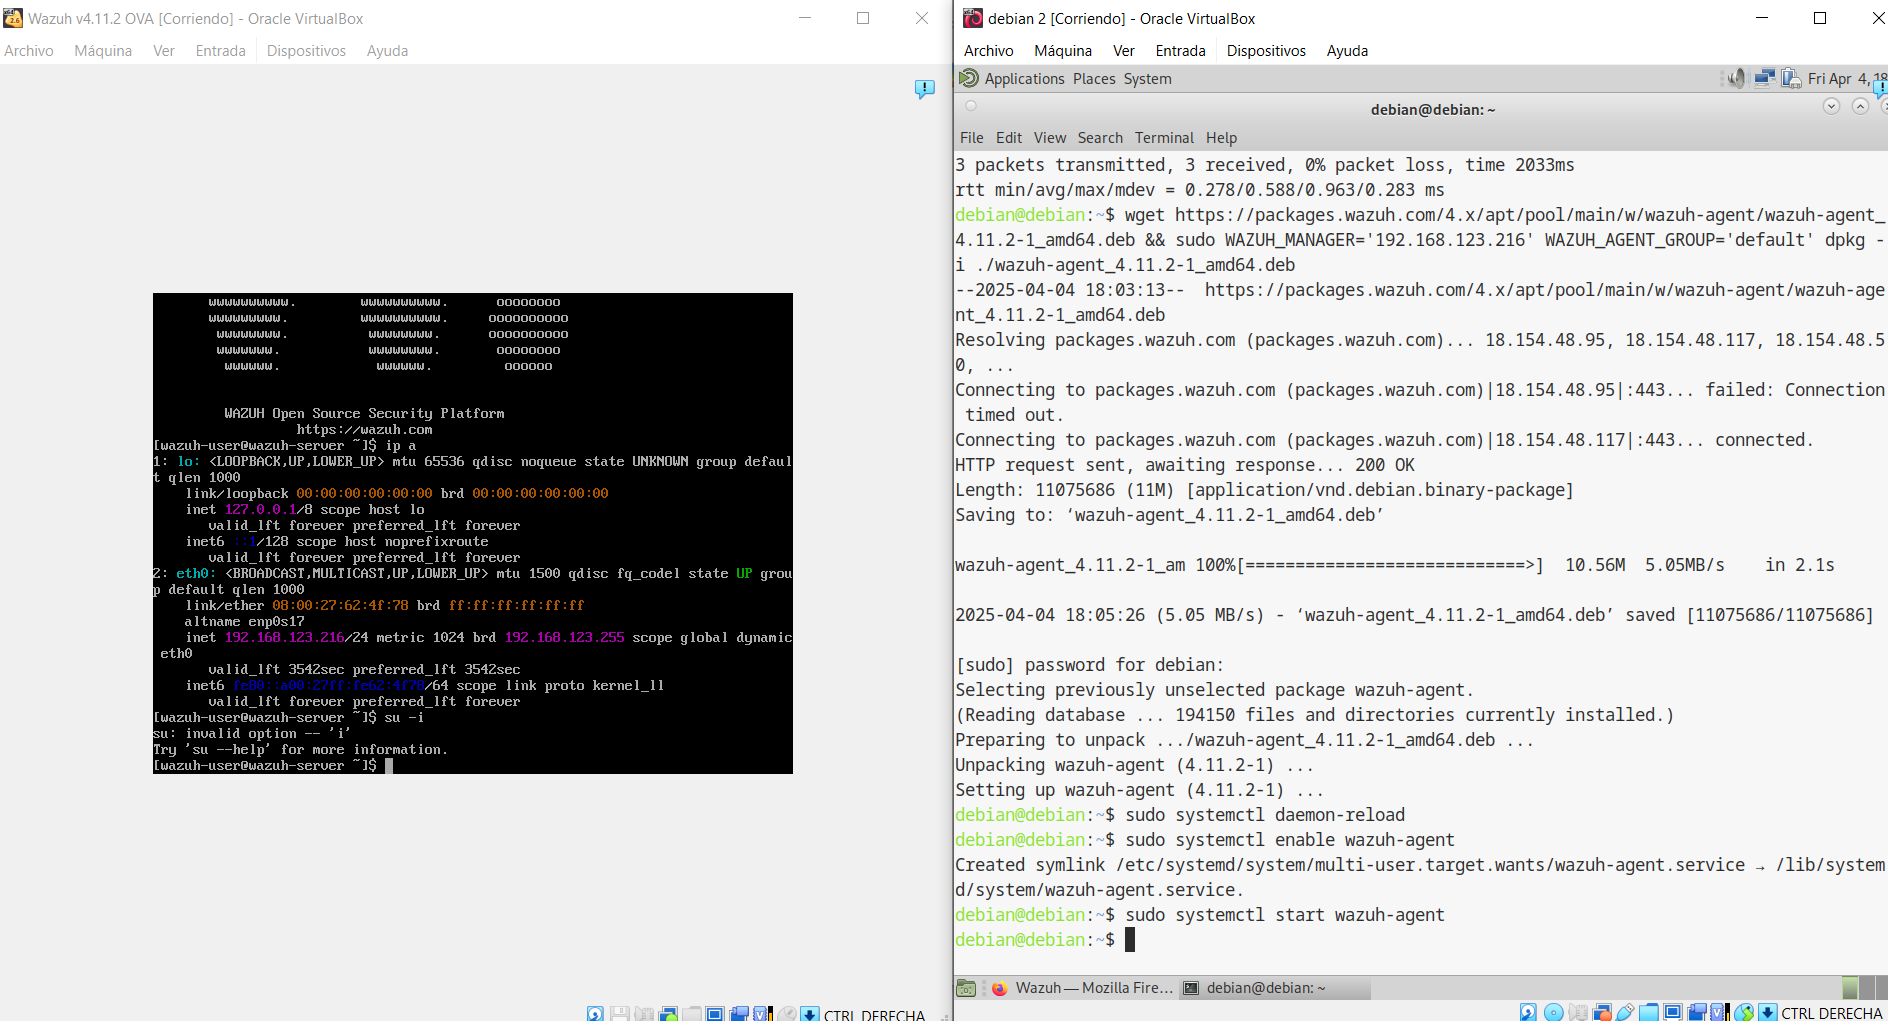 Wazuh v4.11.2 OVA [Corriendo] - Oracle VirtualBox
Archivo Máquina Ver Entrada Dispositivos Ayuda
wwwwwwwwww. wwwwwwwwww. oooooooo
wwwwwwwww. wwwwwwwwww. oooooooooo
wwwwwwww. wwwwwwww. oooooooooo
wwwwwww. wwwwwwww. oooooooo
wwwwww. wwwwww. oooooo
WAZUH Open Source Security Platform
https://wazuh.com
[wazuh-user@wazuh-server ~]$ ip a
1: lo: <LOOPBACK,UP,LOWER_UP> mtu 65536 qdisc noqueue state UNKNOWN group defaul
t qlen 1000
link/loopback 00:00:00:00:00:00 brd 00:00:00:00:00:00
inet 127.0.0.1/8 scope host lo
valid_lft forever preferred_lft forever
inet6 ::1/128 scope host noprefixroute
valid_lft forever preferred_lft forever
2: eth0: <BROADCAST,MULTICAST,UP,LOWER_UP> mtu 1500 qdisc fq_codel state UP grou
p default qlen 1000
link/ether 08:00:27:62:4f:78 brd ff:ff:ff:ff:ff:ff
altname enp0s17
inet 192.168.123.216/24 metric 1024 brd 192.168.123.255 scope global dynamic
eth0
valid_lft 3542sec preferred_lft 3542sec
inet6 fe80::a00:27ff:fe62:4f78/64 scope link proto kernel_ll
valid_lft forever preferred_lft forever
[wazuh-user@wazuh-server ~]$ su -i
su: invalid option -- 'i'
Try 'su --help' for more information.
[wazuh-user@wazuh-server ~]$
CTRL DERECHA
debian 2 [Corriendo] - Oracle VirtualBox
Archivo Máquina Ver Entrada Dispositivos Ayuda
Applications Places System Fri Apr 4, 18
debian@debian: ~
File Edit View Search Terminal Help
3 packets transmitted, 3 received, 0% packet loss, time 2033ms
rtt min/avg/max/mdev = 0.278/0.588/0.963/0.283 ms
debian@debian:~$ wget https://packages.wazuh.com/4.x/apt/pool/main/w/wazuh-agent/wazuh-agent_
4.11.2-1_amd64.deb && sudo WAZUH_MANAGER='192.168.123.216' WAZUH_AGENT_GROUP='default' dpkg -
i ./wazuh-agent_4.11.2-1_amd64.deb
--2025-04-04 18:03:13-- https://packages.wazuh.com/4.x/apt/pool/main/w/wazuh-agent/wazuh-age
nt_4.11.2-1_amd64.deb
Resolving packages.wazuh.com (packages.wazuh.com)... 18.154.48.95, 18.154.48.117, 18.154.48.5
0, ...
Connecting to packages.wazuh.com (packages.wazuh.com)|18.154.48.95|:443... failed: Connection
timed out.
Connecting to packages.wazuh.com (packages.wazuh.com)|18.154.48.117|:443... connected.
HTTP request sent, awaiting response... 200 OK
Length: 11075686 (11M) [application/vnd.debian.binary-package]
Saving to: ‘wazuh-agent_4.11.2-1_amd64.deb’
wazuh-agent_4.11.2-1_am 100%[============================>] 10.56M 5.05MB/s in 2.1s
2025-04-04 18:05:26 (5.05 MB/s) - ‘wazuh-agent_4.11.2-1_amd64.deb’ saved [11075686/11075686]
[sudo] password for debian:
Selecting previously unselected package wazuh-agent.
(Reading database ... 194150 files and directories currently installed.)
Preparing to unpack .../wazuh-agent_4.11.2-1_amd64.deb ...
Unpacking wazuh-agent (4.11.2-1) ...
Setting up wazuh-agent (4.11.2-1) ...
debian@debian:~$ sudo systemctl daemon-reload
debian@debian:~$ sudo systemctl enable wazuh-agent
Created symlink /etc/systemd/system/multi-user.target.wants/wazuh-agent.service → /lib/system
d/system/wazuh-agent.service.
debian@debian:~$ sudo systemctl start wazuh-agent
debian@debian:~$
Wazuh — Mozilla Fire... debian@debian: ~
CTRL DERECHA